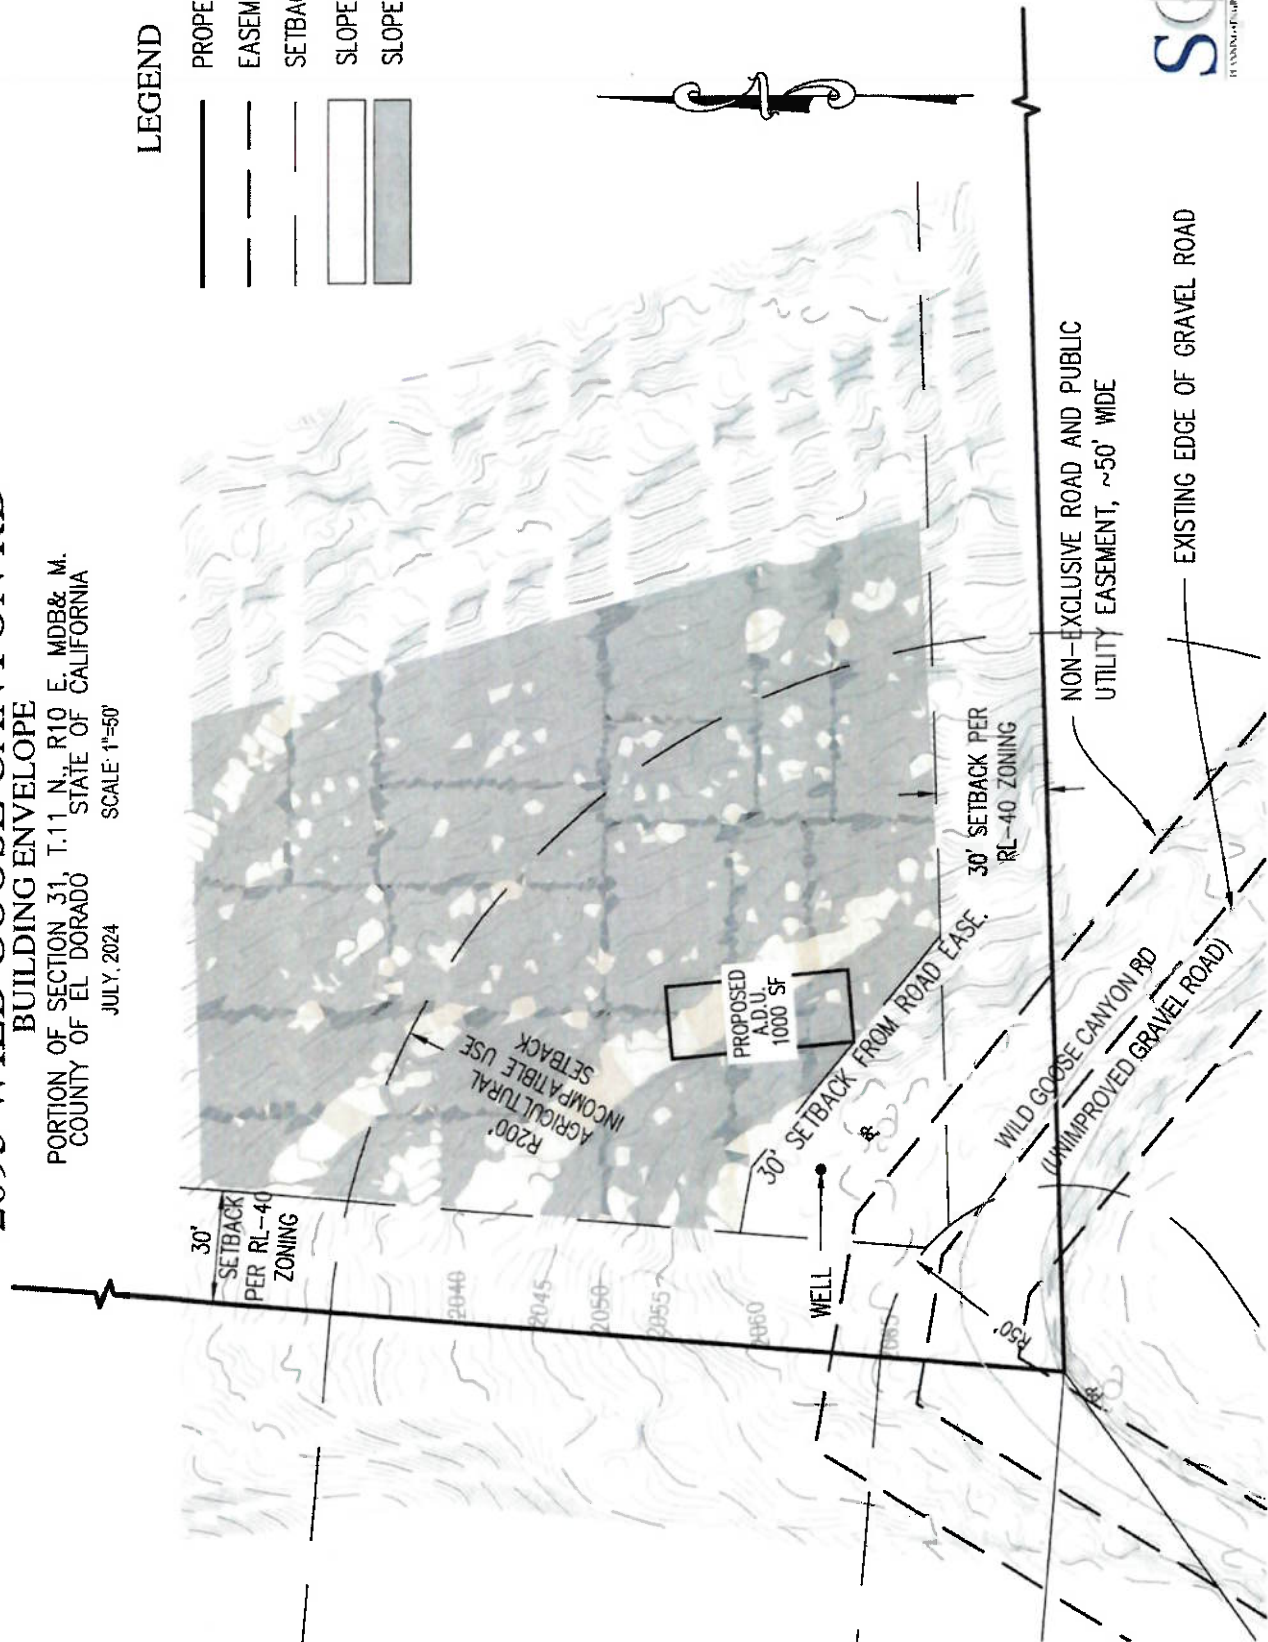 BUILDING ENVELOPE
PORTION OF SECTION 31, T.11 N., R10 E, MDB& M.
COUNTY OF EL DORADO STATE OF CALIFORNIA
JULY, 2024 SCALE: 1"=50'
LEGEND
PROPE
EASEM
SETBA
SLOPE
SLOPE
30'
SETBACK
PER RL-40
ZONING
R200'
AGRICULTURAL
INCOMPATIBLE USE
SETBACK
PROPOSED
A.D.U.
1000 SF
30' SETBACK FROM ROAD EASE.
30' SETBACK PER
RL-40 ZONING
NON-EXCLUSIVE ROAD AND PUBLIC
UTILITY EASEMENT, ~50' WIDE
EXISTING EDGE OF GRAVEL ROAD
WILD GOOSE CANYON RD
(UNIMPROVED GRAVEL ROAD)
WELL
R50'
2040
2045
2050
2055
2060